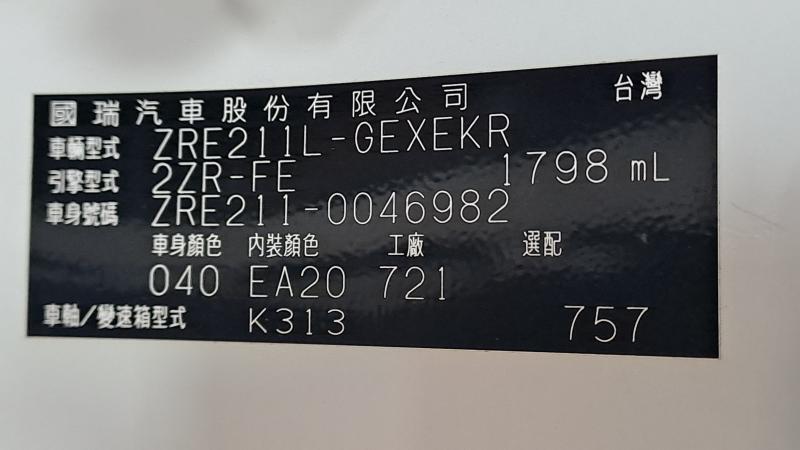 國瑞汽車股份有限公司 台灣
車輛型式 ZRE211L-GEXEKR
引擎型式 2ZR-FE 1798 mL
車身號碼 ZRE211-0046982
車身顏色 內裝顏色 工廠 選配
040 EA20 721
車軸/變速箱型式 K313 757